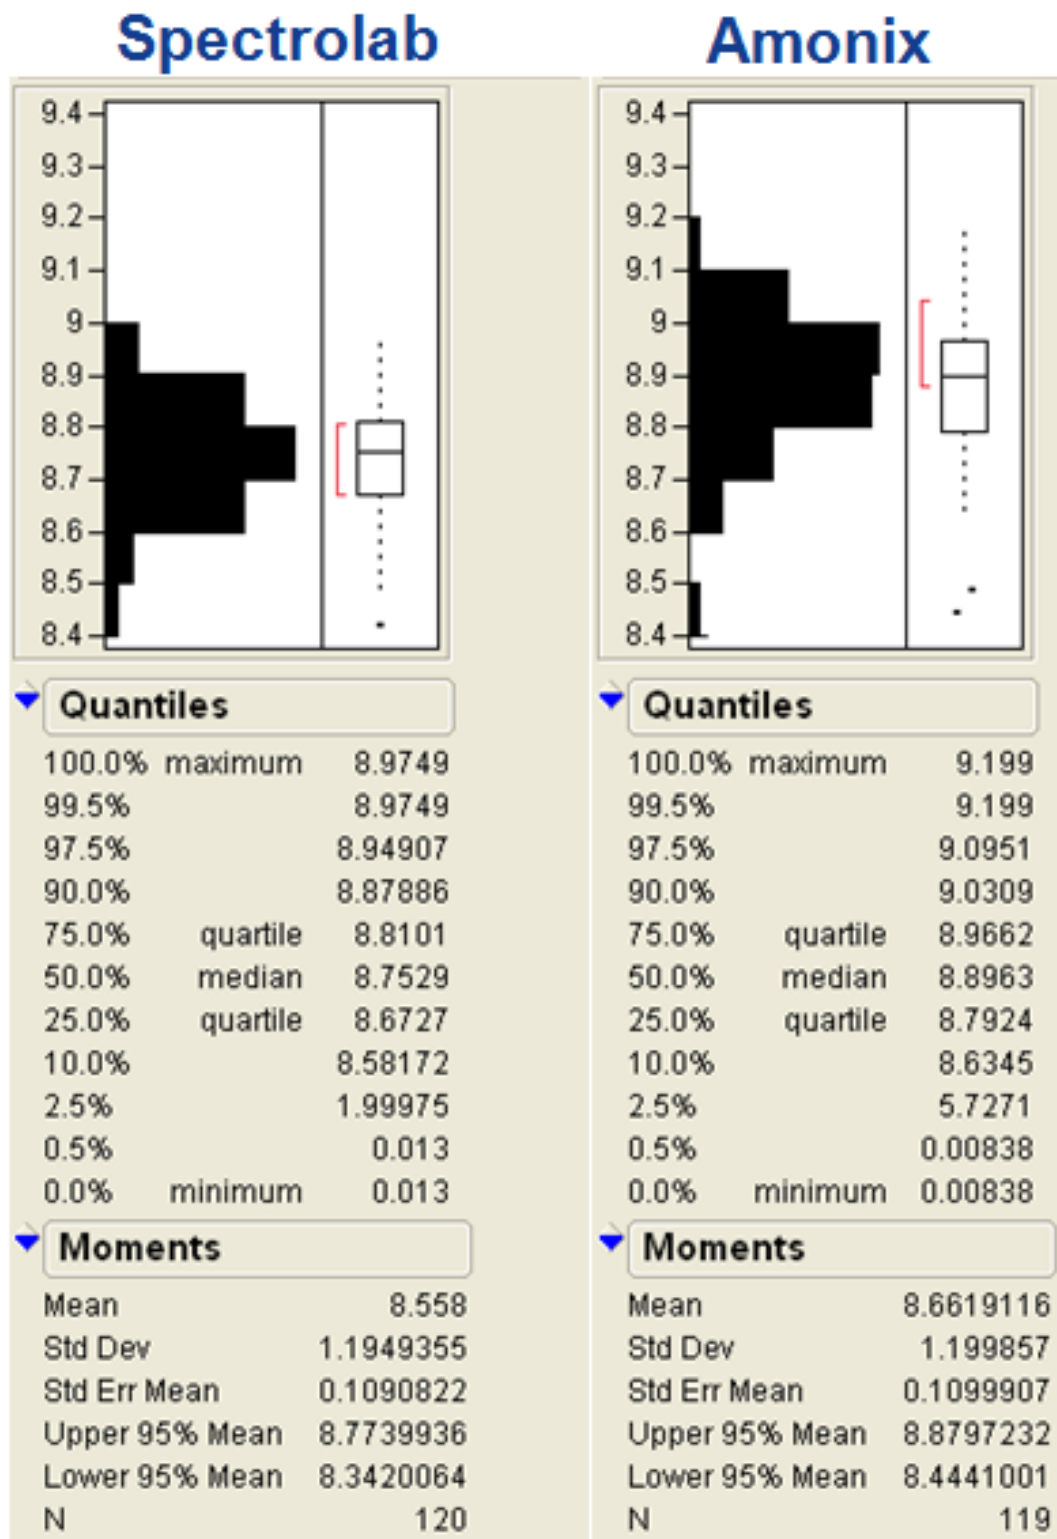 Spectrolab
9.4
9.3
9.2
9.1
9
8.9
8.8
8.7
8.6
8.5
8.4
Quantiles
100.0% maximum 8.9749
99.5% 8.9749
97.5% 8.94907
90.0% 8.87886
75.0% quartile 8.8101
50.0% median 8.7529
25.0% quartile 8.6727
10.0% 8.58172
2.5% 1.99975
0.5% 0.013
0.0% minimum 0.013
Moments
Mean 8.558
Std Dev 1.1949355
Std Err Mean 0.1090822
Upper 95% Mean 8.7739936
Lower 95% Mean 8.3420064
N 120
Amonix
9.4
9.3
9.2
9.1
9
8.9
8.8
8.7
8.6
8.5
8.4
Quantiles
100.0% maximum 9.199
99.5% 9.199
97.5% 9.0951
90.0% 9.0309
75.0% quartile 8.9662
50.0% median 8.8963
25.0% quartile 8.7924
10.0% 8.6345
2.5% 5.7271
0.5% 0.00838
0.0% minimum 0.00838
Moments
Mean 8.6619116
Std Dev 1.199857
Std Err Mean 0.1099907
Upper 95% Mean 8.8797232
Lower 95% Mean 8.4441001
N 119